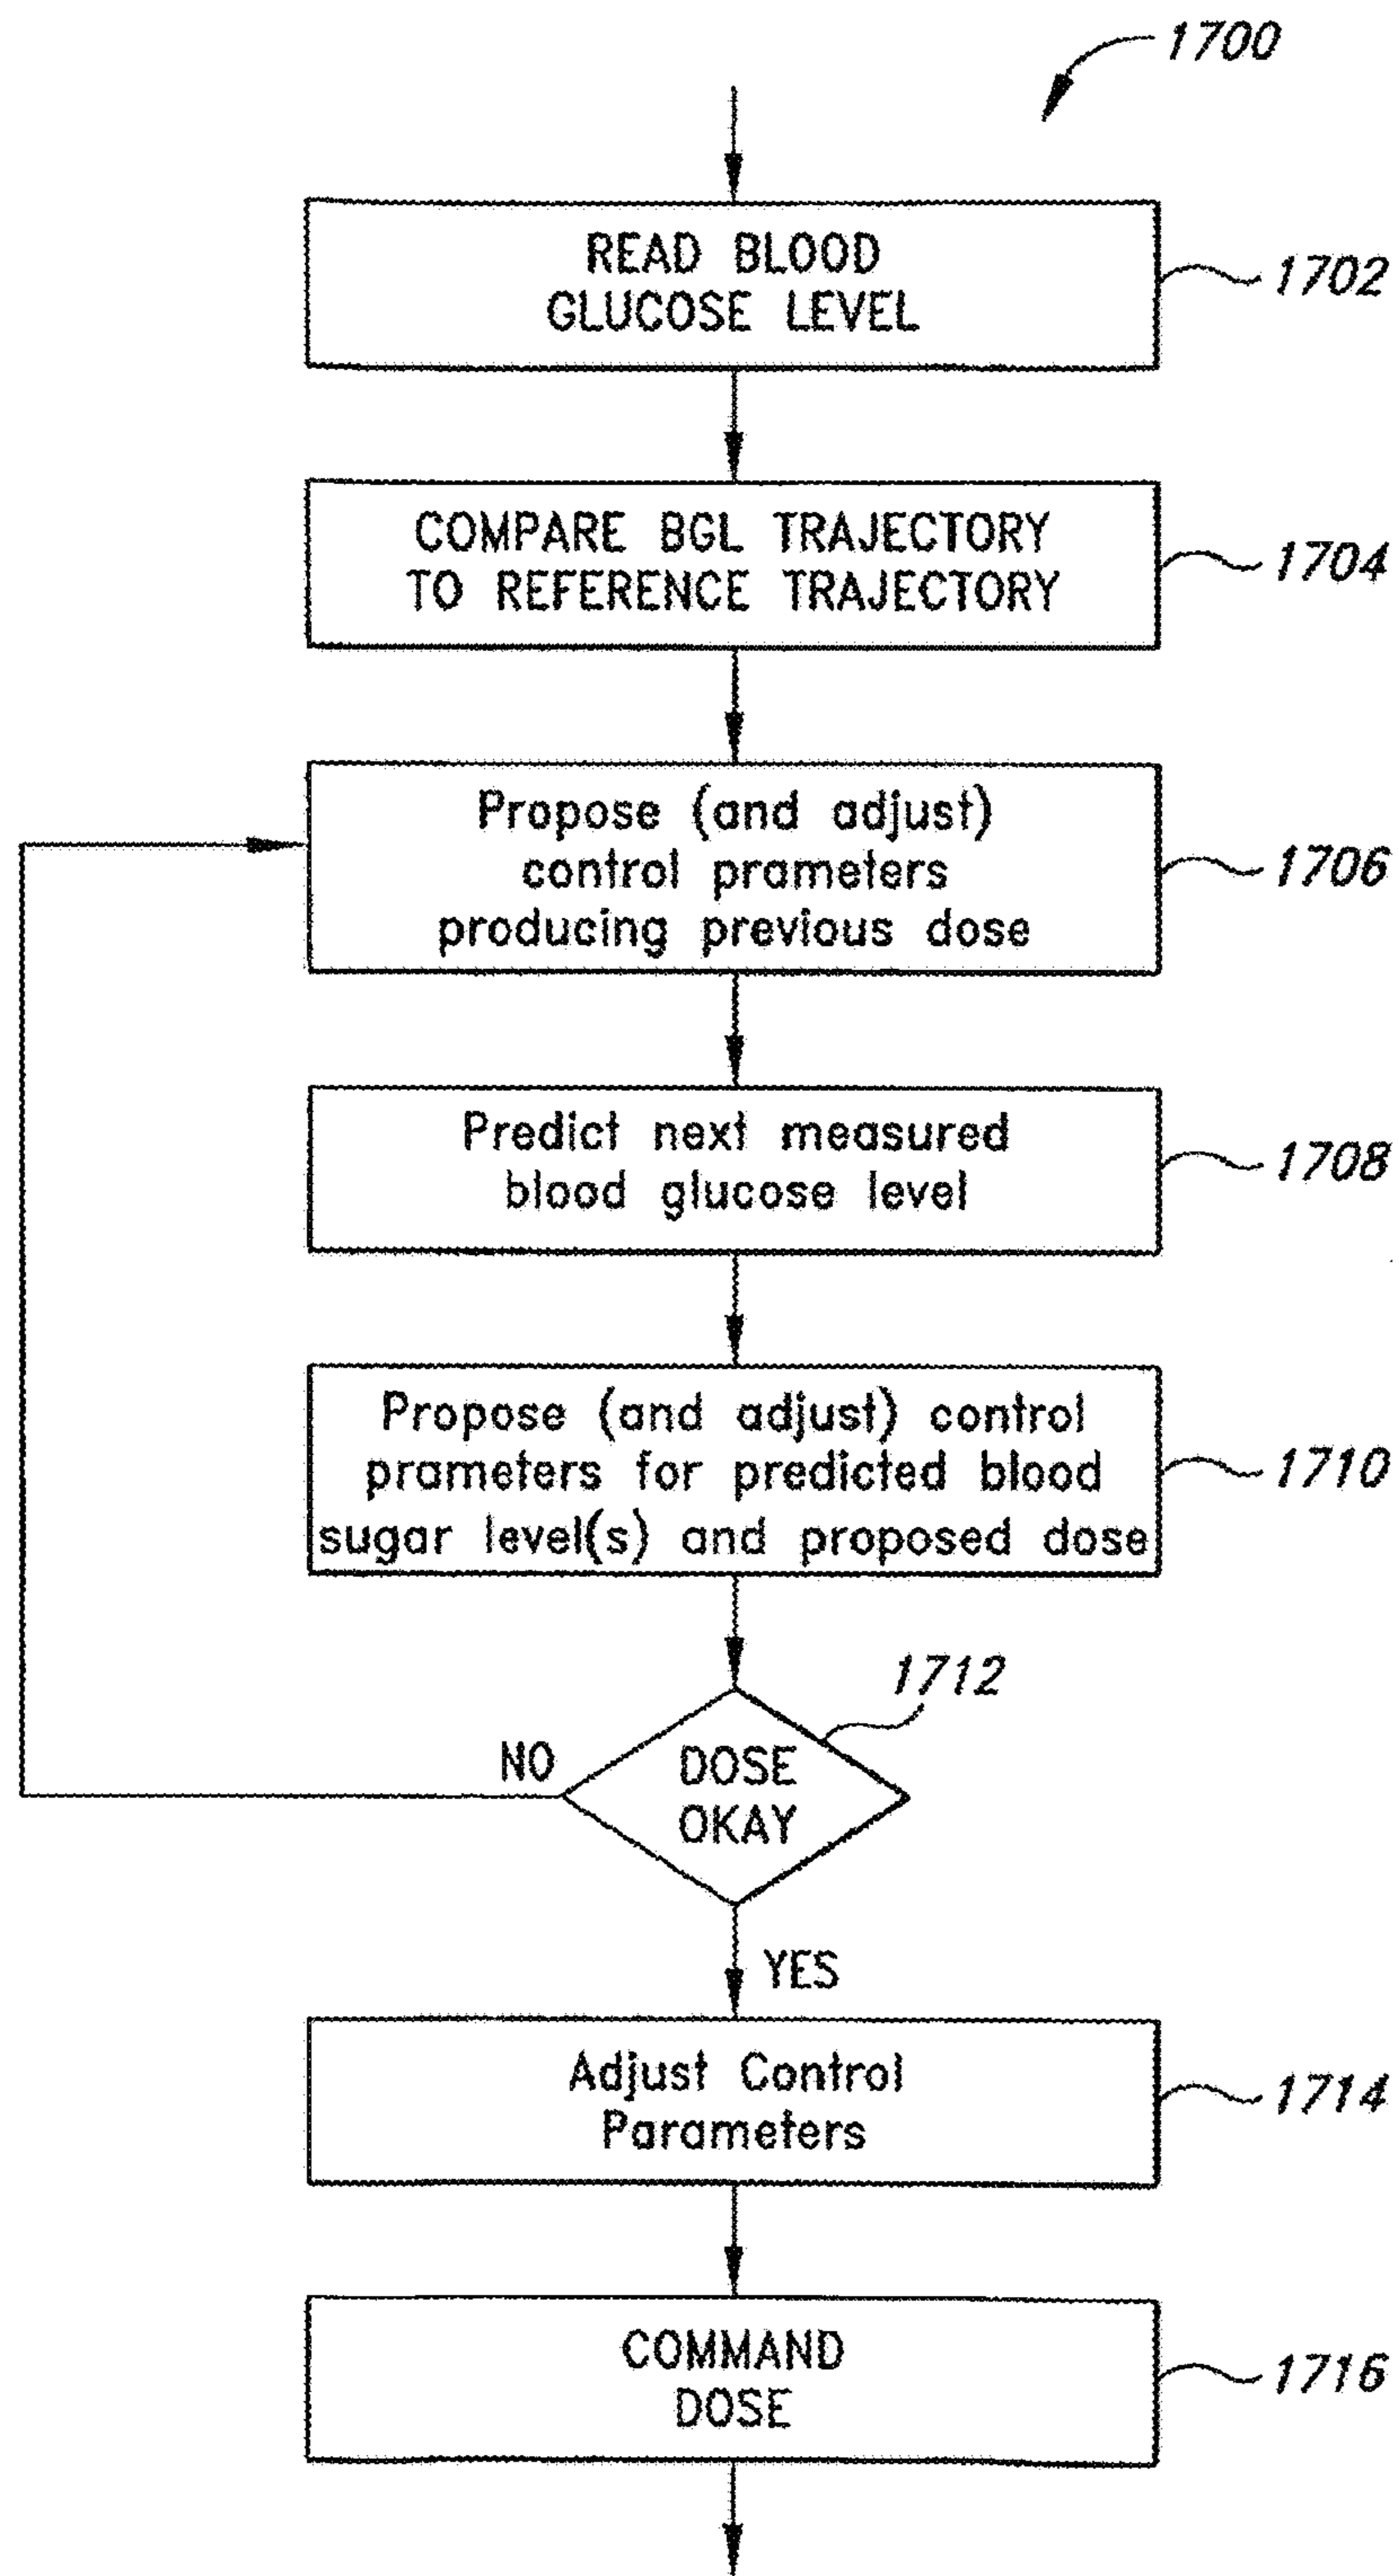 1700
READ BLOOD
GLUCOSE LEVEL
1702
COMPARE BGL TRAJECTORY
TO REFERENCE TRAJECTORY
1704
Propose (and adjust)
control prameters
producing previous dose
1706
Predict next measured
blood glucose level
1708
Propose (and adjust) control
prameters for predicted blood
sugar level(s) and proposed dose
1710
1712
NO
DOSE
OKAY
YES
Adjust Control
Parameters
1714
COMMAND
DOSE
1716